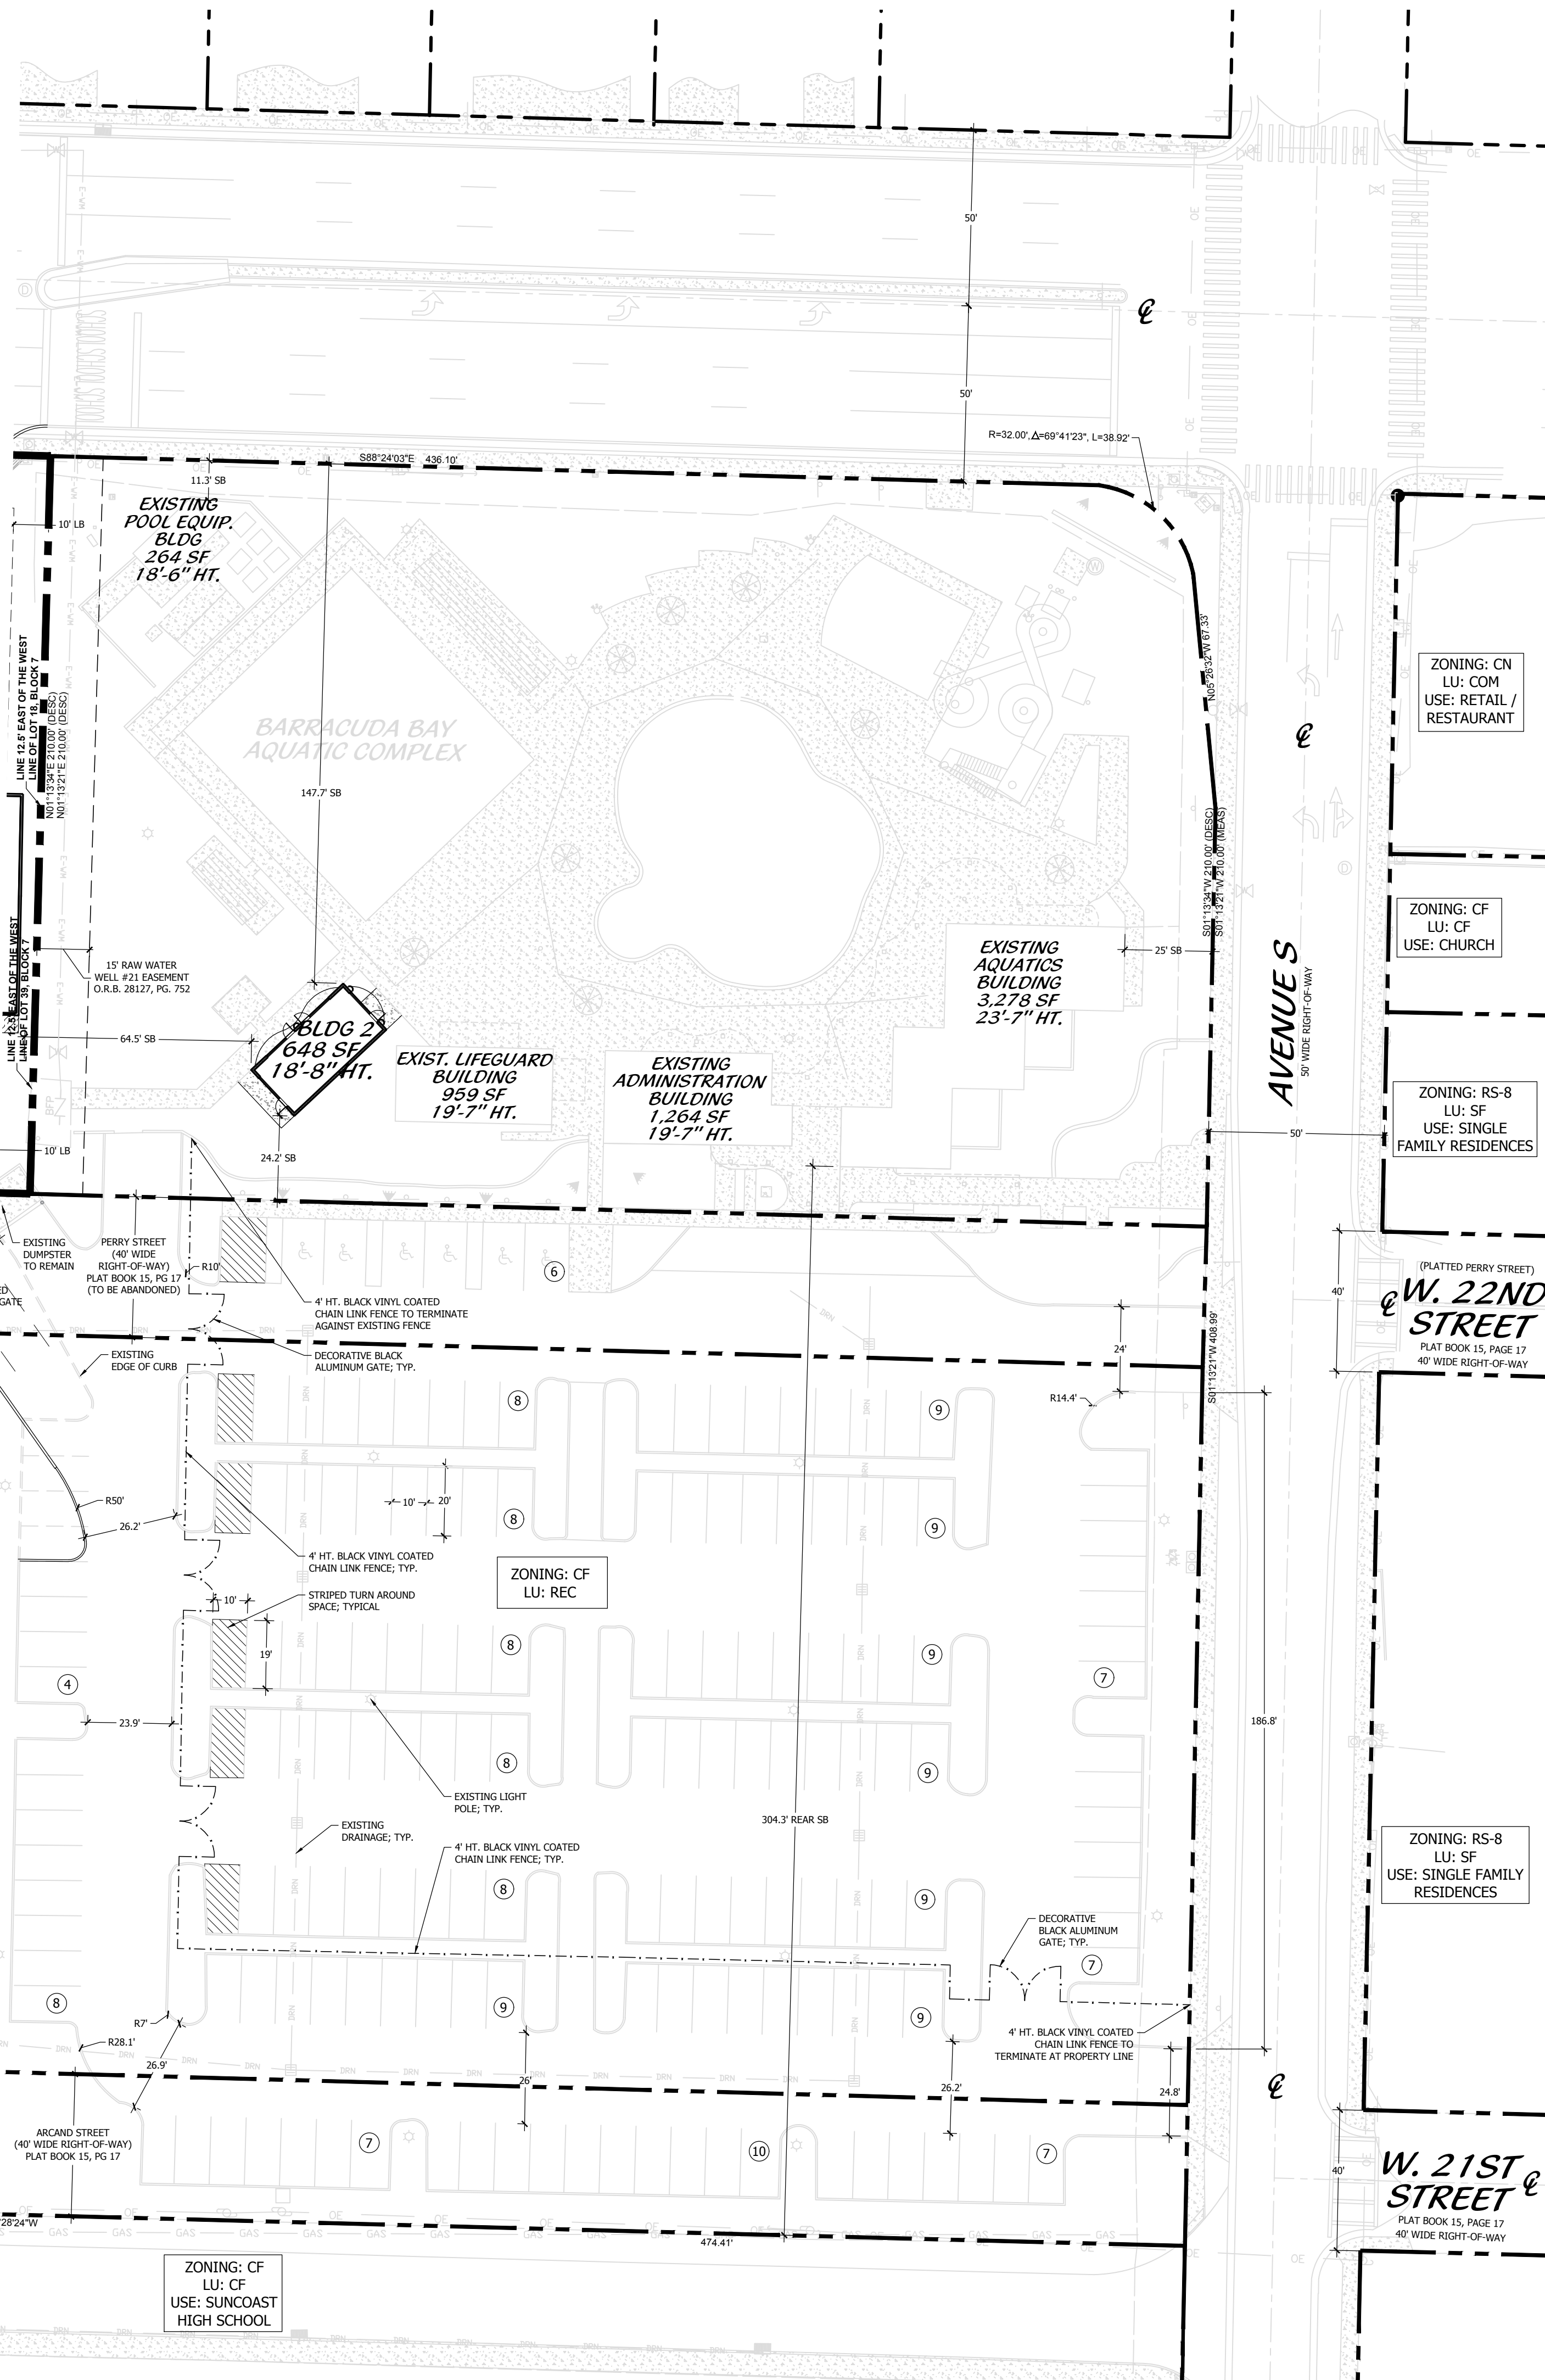 50'
50'
R=32.00', Δ=69°41'23", L=38.92'
S88°24'03"E 436.10'
11.3' SB
EXISTING
POOL EQUIP.
BLDG
264 SF
18'-6" HT.
10' LB
LINE 12.5' EAST OF THE WEST
LINE OF LOT 18, BLOCK 7
N01°13'34"E 210.00' (DESC)
N01°13'21"E 210.00' (DESC)
BARRACUDA BAY
AQUATIC COMPLEX
147.7' SB
N05°26'32"W 67.33'
S01°13'34"W 210.00' (DESC)
S01°13'21"W 210.00' (MEAS)
ZONING: CN
LU: COM
USE: RETAIL /
RESTAURANT
ZONING: CF
LU: CF
USE: CHURCH
LINE 12.5' EAST OF THE WEST
LINE OF LOT 39, BLOCK 7
15' RAW WATER
WELL #21 EASEMENT
O.R.B. 28127, PG. 752
64.5' SB
BLDG 2
648 SF
18'-8" HT.
EXIST. LIFEGUARD
BUILDING
959 SF
19'-7" HT.
EXISTING
ADMINISTRATION
BUILDING
1,264 SF
19'-7" HT.
EXISTING
AQUATICS
BUILDING
3,278 SF
23'-7" HT.
25' SB
AVENUE S
50' WIDE RIGHT-OF-WAY
ZONING: RS-8
LU: SF
USE: SINGLE
FAMILY RESIDENCES
50'
BFP
10' LB
24.2' SB
EXISTING
DUMPSTER
TO REMAIN
GATE
PERRY STREET
(40' WIDE
RIGHT-OF-WAY)
PLAT BOOK 15, PG 17
(TO BE ABANDONED)
R10'
6
4' HT. BLACK VINYL COATED
CHAIN LINK FENCE TO TERMINATE
AGAINST EXISTING FENCE
DECORATIVE BLACK
ALUMINUM GATE; TYP.
EXISTING
EDGE OF CURB
24'
S01°13'21"W 408.99'
40'
(PLATTED PERRY STREET)
W. 22ND
STREET
PLAT BOOK 15, PAGE 17
40' WIDE RIGHT-OF-WAY
8
9
R14.4'
R50'
26.2'
10'
20'
8
9
4' HT. BLACK VINYL COATED
CHAIN LINK FENCE; TYP.
ZONING: CF
LU: REC
STRIPED TURN AROUND
SPACE; TYPICAL
10'
19'
8
9
4
7
23.9'
186.8'
8
9
EXISTING LIGHT
POLE; TYP.
304.3' REAR SB
EXISTING
DRAINAGE; TYP.
4' HT. BLACK VINYL COATED
CHAIN LINK FENCE; TYP.
ZONING: RS-8
LU: SF
USE: SINGLE FAMILY
RESIDENCES
8
9
DECORATIVE
BLACK ALUMINUM
GATE; TYP.
7
8
9
9
R7'
R28.1'
26.9'
4' HT. BLACK VINYL COATED
CHAIN LINK FENCE TO
TERMINATE AT PROPERTY LINE
26'
26.2'
24.8'
ARCAND STREET
(40' WIDE RIGHT-OF-WAY)
PLAT BOOK 15, PG 17
7
10
7
40'
W. 21ST
STREET
PLAT BOOK 15, PAGE 17
40' WIDE RIGHT-OF-WAY
28'24"W
GAS GAS GAS GAS GAS GAS GAS GAS
474.41'
ZONING: CF
LU: CF
USE: SUNCOAST
HIGH SCHOOL